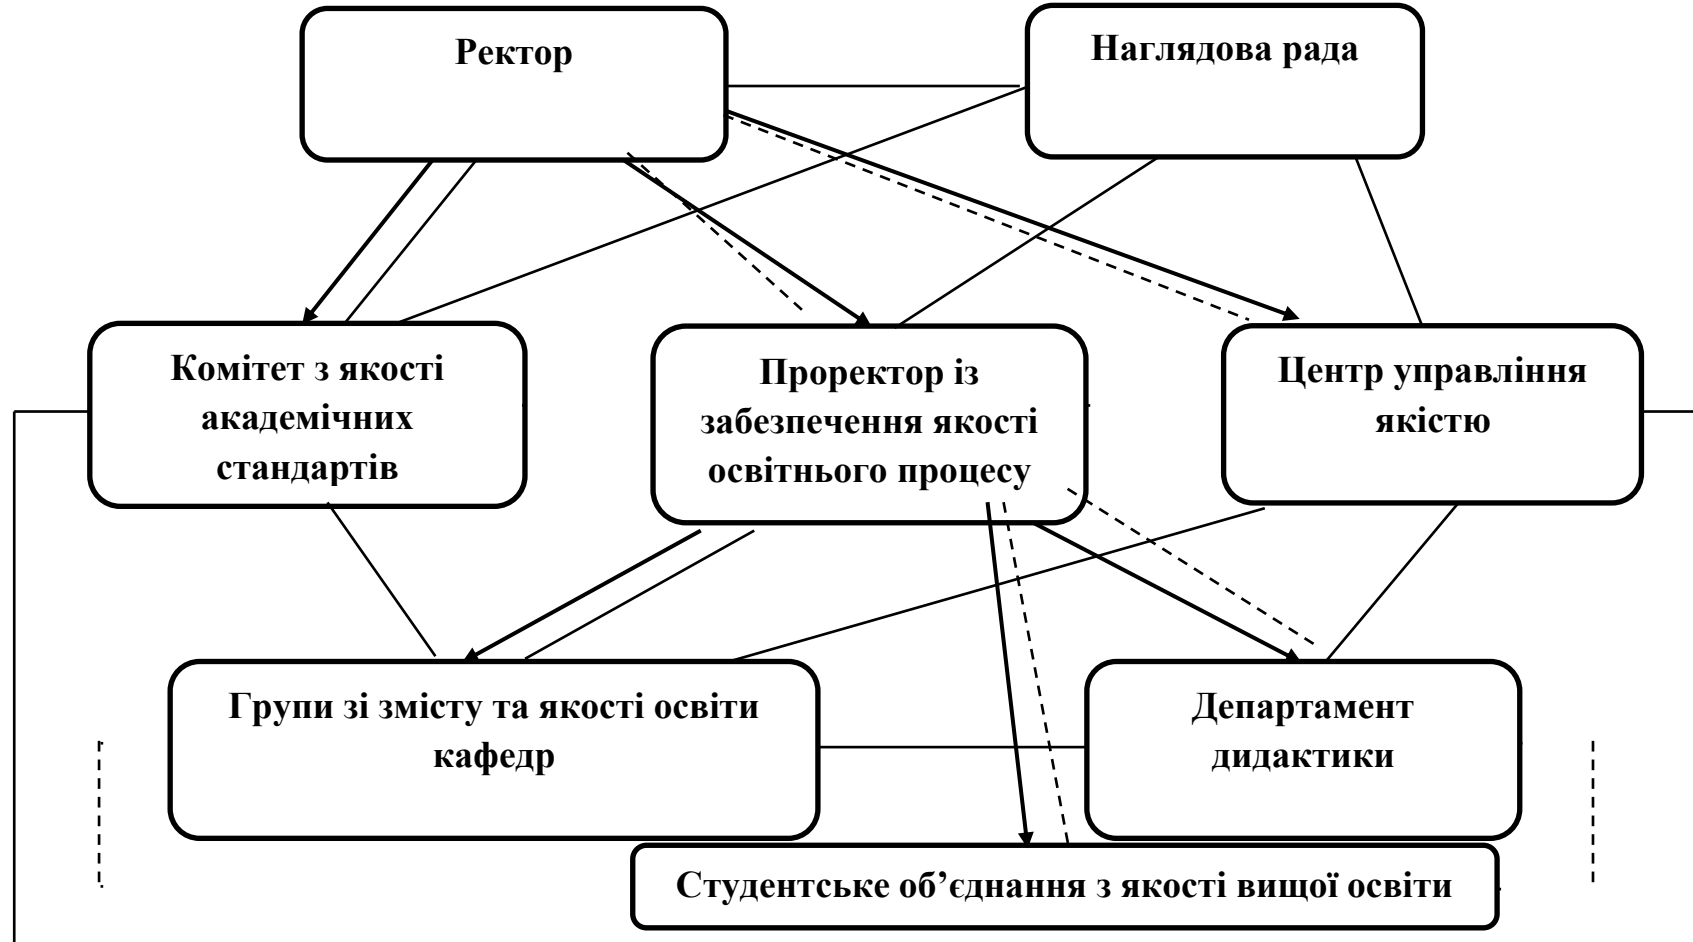 Ректор
Наглядова рада
Комітет з якості
академічних
стандартів
Проректор із
забезпечення якості
освітнього процесу
Центр управління
якістю
Групи зі змісту та якості освіти
кафедр
Департамент
дидактики
Студентське об’єднання з якості вищої освіти